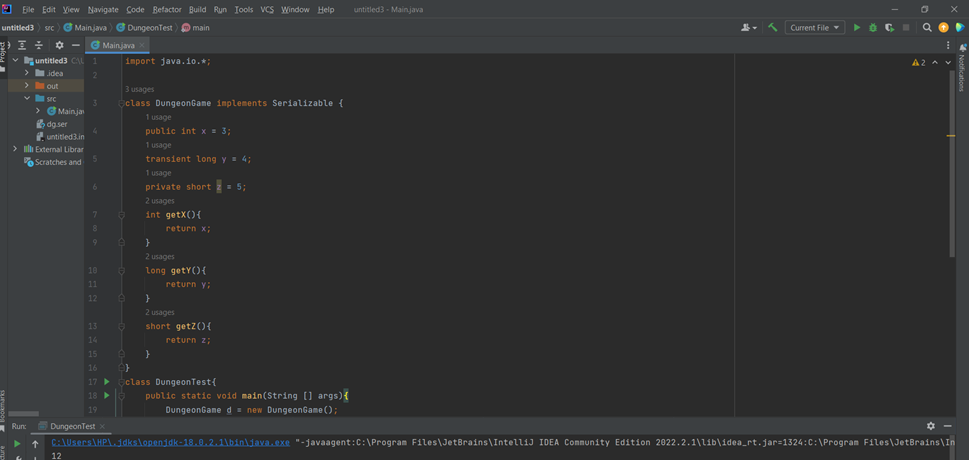 File Edit View Navigate Code Refactor Build Run Tools VCS Window Help untitled3 - Main.java
untitled3 src Main.java DungeonTest main Current File
Project Main.java
untitled3 C:\U
.idea
out
src
Main.jav
dg.ser
untitled3.im
External Librar
Scratches and
1 import java.io.*; 2
2
3 usages
3 class DungeonGame implements Serializable {
1 usage
4 public int x = 3;
1 usage
5 transient long y = 4;
1 usage
6 private short z = 5;
2 usages
7 int getX(){
8 return x;
9 }
2 usages
10 long getY(){
11 return y;
12 }
2 usages
13 short getZ(){
14 return z;
15 }
16 }
17 class DungeonTest{
18 public static void main(String [] args){
19 DungeonGame d = new DungeonGame();
Notifications
Bookmarks
Run: DungeonTest
C:\Users\HP\.jdks\openjdk-18.0.2.1\bin\java.exe "-javaagent:C:\Program Files\JetBrains\IntelliJ IDEA Community Edition 2022.2.1\lib\idea_rt.jar=1324:C:\Program Files\JetBrains\In
12